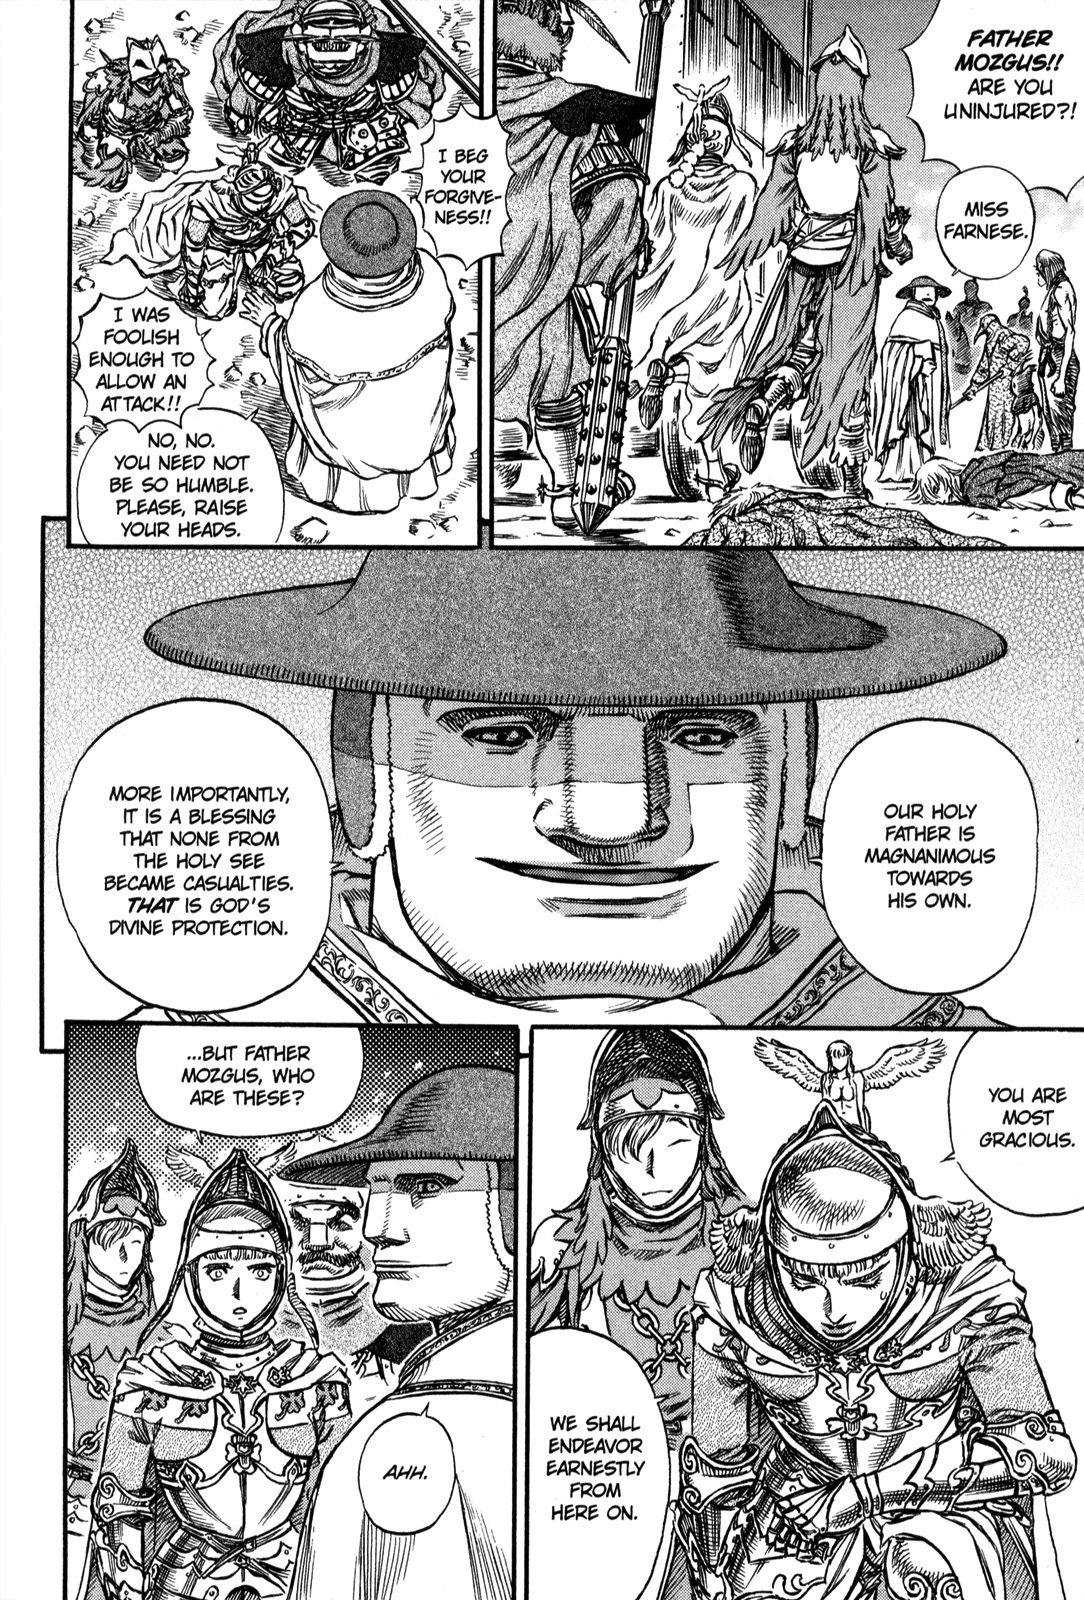 FATHER
MOZGUS!!
ARE YOU
UNINJURED?!
MISS
FARNESE.
I BEG
YOUR
FORGIVE-
NESS!!
I WAS
FOOLISH
ENOUGH TO
ALLOW AN
ATTACK!!
NO, NO.
YOU NEED NOT
BE SO HUMBLE.
PLEASE, RAISE
YOUR HEADS.
OUR HOLY
FATHER IS
MAGNANIMOUS
TOWARDS
HIS OWN.
MORE IMPORTANTLY,
IT IS A BLESSING
THAT NONE FROM
THE HOLY SEE
BECAME CASUALTIES.
THAT IS GOD'S
DIVINE PROTECTION.
YOU ARE
MOST
GRACIOUS.
WE SHALL
ENDEAVOR
EARNESTLY
FROM
HERE ON.
...BUT FATHER
MOZGUS, WHO
ARE THESE?
AHH.